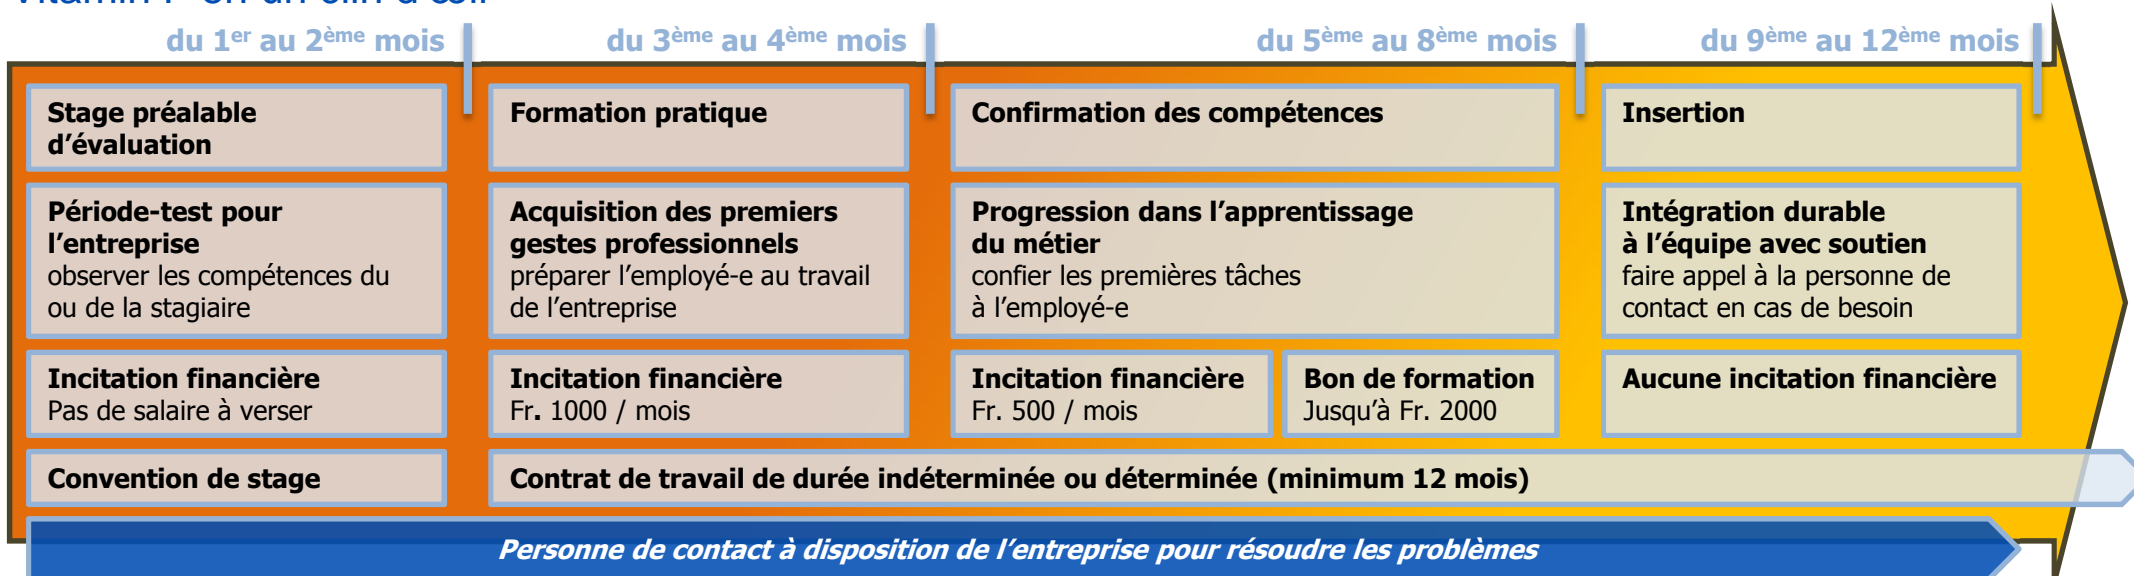 en un clin d'œil
du 1er au 2ème mois
du 3ème au 4ème mois
du 5ème au 8ème mois
du 9ème au 12ème mois
Stage préalable
d’évaluation
Formation pratique
Confirmation des compétences
Insertion
Période-test pour
l’entreprise
observer les compétences du
ou de la stagiaire
Acquisition des premiers
gestes professionnels
préparer l’employé-e au travail
de l’entreprise
Progression dans l’apprentissage
du métier
confier les premières tâches
à l’employé-e
Intégration durable
à l’équipe avec soutien
faire appel à la personne de
contact en cas de besoin
Incitation financière
Pas de salaire à verser
Incitation financière
Fr. 1000 / mois
Incitation financière
Fr. 500 / mois
Bon de formation
Jusqu’à Fr. 2000
Aucune incitation financière
Convention de stage
Contrat de travail de durée indéterminée ou déterminée (minimum 12 mois)
Personne de contact à disposition de l’entreprise pour résoudre les problèmes